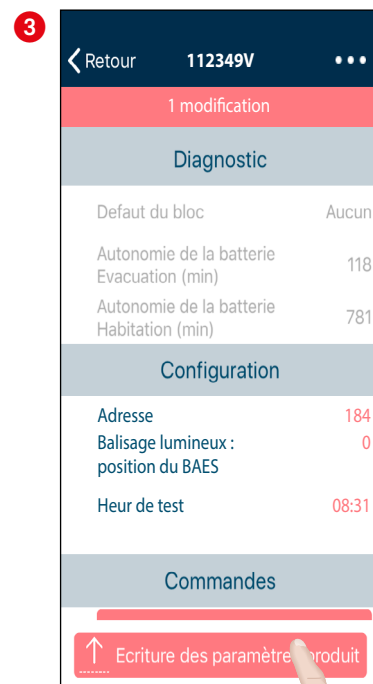 3
Retour 112349V •••
1 modification
Diagnostic
Defaut du bloc Aucun
Autonomie de la batterie
Evacuation (min) 118
Autonomie de la batterie
Habitation (min) 781
Configuration
Adresse 184
Balisage lumineux : 0
position du BAES
Heur de test 08:31
Commandes
Ecriture des paramètre produit